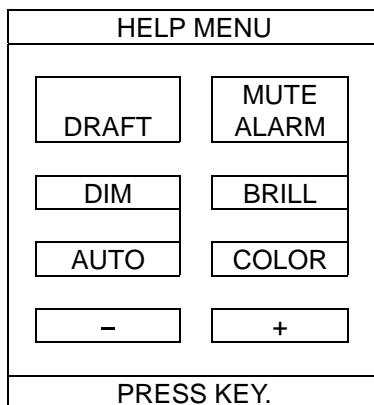 HELP MENU
MUTE
DRAFT ALARM
DIM BRILL
AUTO COLOR
– +
PRESS KEY.